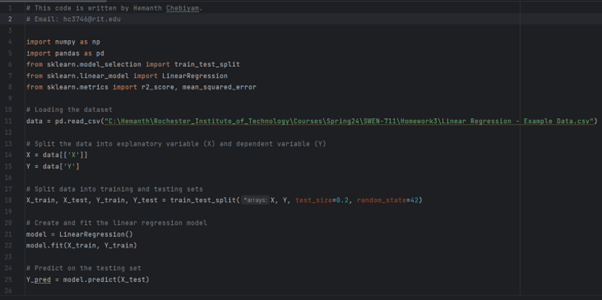 1 # This code is written by Hemanth Chebiyam.
2 # Email: hc3746@rit.edu
3
4 import numpy as np
5 import pandas as pd
6 from sklearn.model_selection import train_test_split
7 from sklearn.linear_model import LinearRegression
8 from sklearn.metrics import r2_score, mean_squared_error
9
10 # Loading the dataset
11 data = pd.read_csv("C:\Hemanth\Rochester_Institute_of_Technology\Courses\Spring24\SWEN-711\Homework3\Linear Regression - Example Data.csv")
12
13 # Split the data into explanatory variable (X) and dependent variable (Y)
14 X = data[['X']]
15 Y = data['Y']
16
17 # Split data into training and testing sets
18 X_train, X_test, Y_train, Y_test = train_test_split( *arrays: X, Y, test_size=0.2, random_state=42)
19
20 # Create and fit the linear regression model
21 model = LinearRegression()
22 model.fit(X_train, Y_train)
23
24 # Predict on the testing set
25 Y_pred = model.predict(X_test)
26